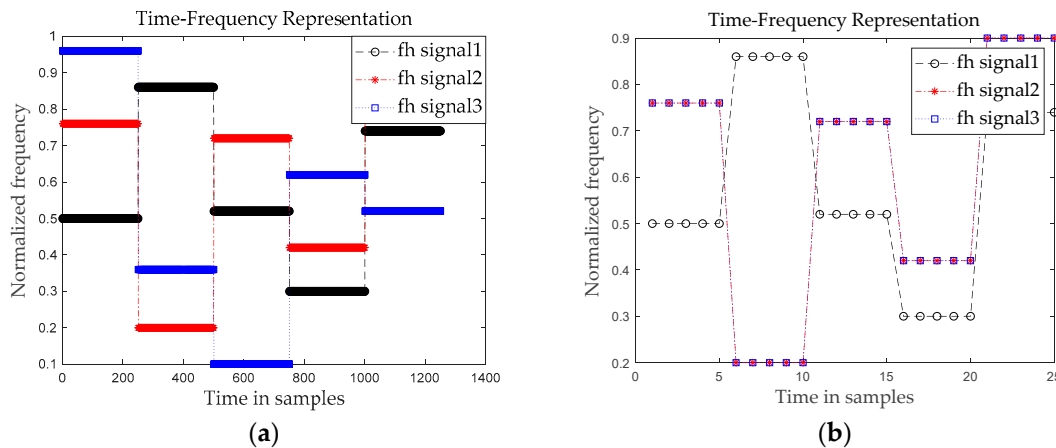 Time-Frequency Representation
Normalized frequency
1
0.9
0.8
0.7
0.6
0.5
0.4
0.3
0.2
0.1
fh signal1
fh signal2
fh signal3
0 200 400 600 800 1000 1200 1400
Time in samples
(a)
Time-Frequency Representation
Normalized frequency
0.9
0.8
0.7
0.6
0.5
0.4
0.3
0.2
fh signal1
fh signal2
fh signal3
0 5 10 15 20 25
Time in samples
(b)